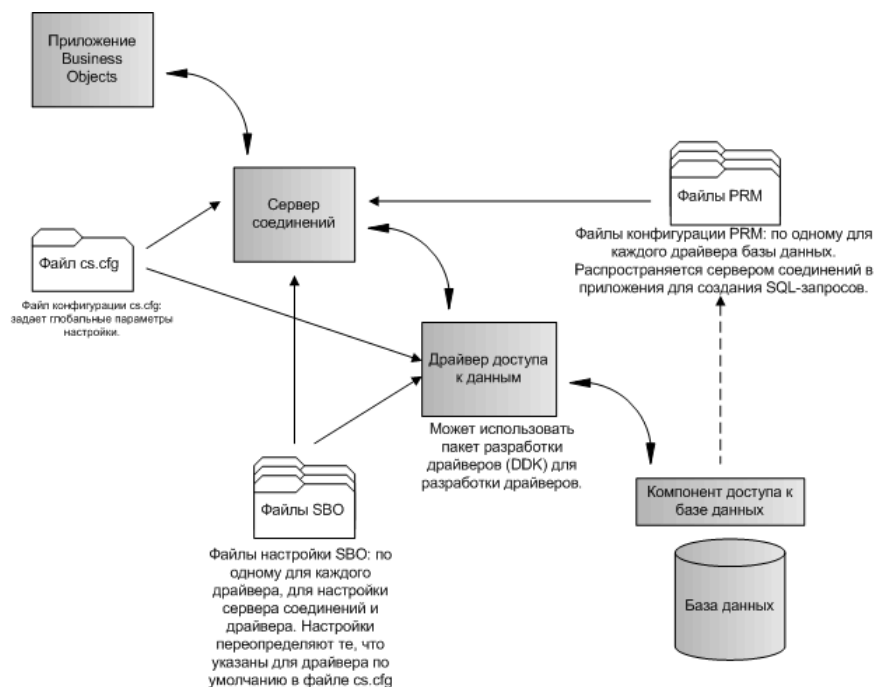 Приложение
Business
Objects
Сервер
соединений
Файлы PRM
Файлы конфигурации PRM: по одному для
каждого драйвера базы данных.
Распространяется сервером соединений в
приложения для создания SQL-запросов.
Файл cs.cfg
Файл конфигурации cs.cfg:
задает глобальные параметры
настройки.
Драйвер доступа
к данным
Может использовать
пакет разработки
драйверов (DDK) для
разработки драйверов.
Файлы SBO
Файлы настройки SBO: по
одному для каждого
драйвера, для настройки
сервера соединений и
драйвера. Настройки
переопределяют те, что
указаны для драйвера по
умолчанию в файле cs.cfg
Компонент доступа к
базе данных
База данных